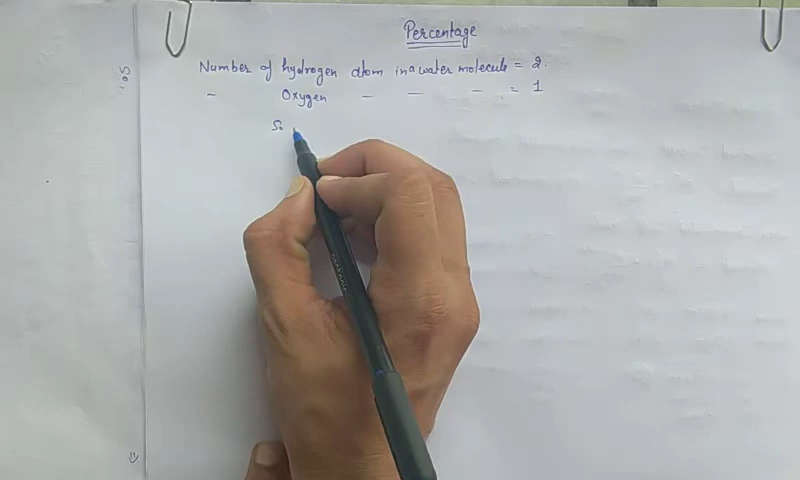 Percentage
Number of hydrogen atom in a water molecule = 2.
- Oxygen - - - = 1
So